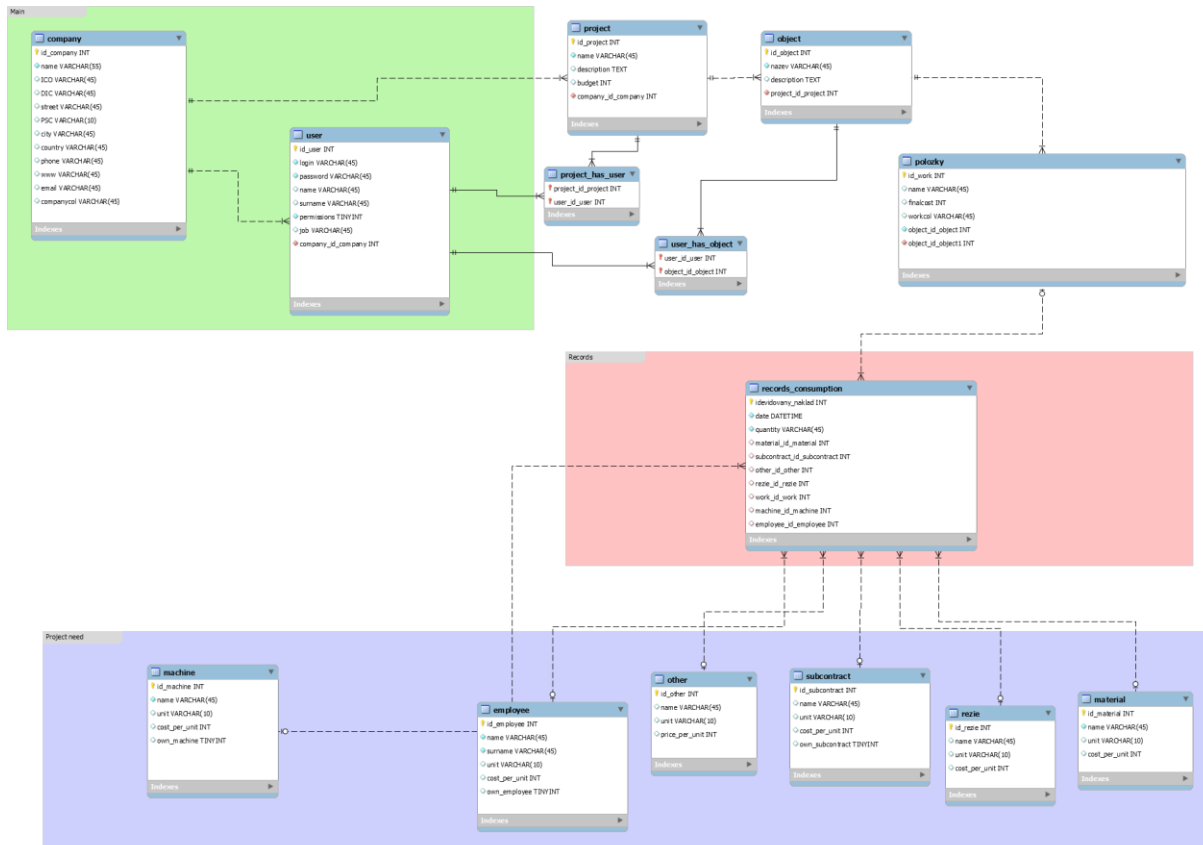 Main
company
id_company INT
name VARCHAR(55)
ICO VARCHAR(45)
DIC VARCHAR(45)
street VARCHAR(45)
PSC VARCHAR(10)
city VARCHAR(45)
country VARCHAR(45)
phone VARCHAR(45)
www VARCHAR(45)
email VARCHAR(45)
companycol VARCHAR(45)
Indexes
user
id_user INT
login VARCHAR(45)
password VARCHAR(45)
name VARCHAR(45)
surname VARCHAR(45)
permissions TINYINT
job VARCHAR(45)
company_id_company INT
Indexes
project
id_project INT
name VARCHAR(45)
description TEXT
budget INT
company_id_company INT
Indexes
object
id_object INT
nazev VARCHAR(45)
description TEXT
project_id_project INT
Indexes
project_has_user
project_id_project INT
user_id_user INT
Indexes
user_has_object
user_id_user INT
object_id_object INT
Indexes
polozky
id_work INT
name VARCHAR(45)
finalcost INT
workcol VARCHAR(45)
object_id_object INT
object_id_object1 INT
Indexes
Records
records_consumption
idevidovany_naklad INT
date DATETIME
quantity VARCHAR(45)
material_id_material INT
subcontract_id_subcontract INT
other_id_other INT
rezie_id_rezie INT
work_id_work INT
machine_id_machine INT
employee_id_employee INT
Indexes
Project need
machine
id_machine INT
name VARCHAR(45)
unit VARCHAR(10)
cost_per_unit INT
own_machine TINYINT
Indexes
employee
id_employee INT
name VARCHAR(45)
surname VARCHAR(45)
unit VARCHAR(10)
cost_per_unit INT
own_employee TINYINT
Indexes
other
id_other INT
name VARCHAR(45)
unit VARCHAR(10)
price_per_unit INT
Indexes
subcontract
id_subcontract INT
name VARCHAR(45)
unit VARCHAR(10)
cost_per_unit INT
own_subcontract TINYINT
Indexes
rezie
id_rezie INT
name VARCHAR(45)
unit VARCHAR(10)
cost_per_unit INT
Indexes
material
id_material INT
name VARCHAR(45)
unit VARCHAR(10)
cost_per_unit INT
Indexes